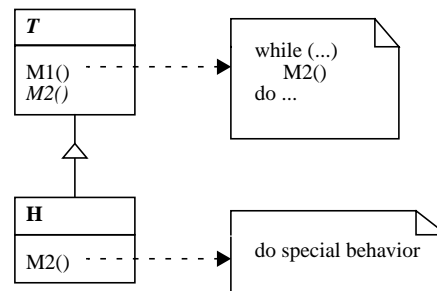 T
M1()
M2()
while (...)
M2()
do ...
H
M2()
do special behavior